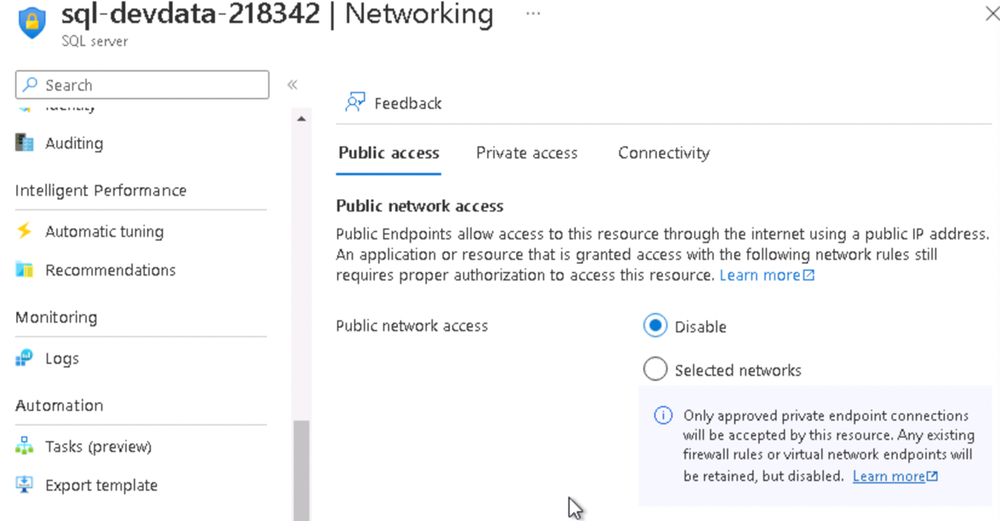 sql-devdata-218342 | Networking ...
SQL server
Search
«
Identity
Auditing
Intelligent Performance
Automatic tuning
Recommendations
Monitoring
Logs
Automation
Tasks (preview)
Export template
Feedback
Public access Private access Connectivity
Public network access
Public Endpoints allow access to this resource through the internet using a public IP address.
An application or resource that is granted access with the following network rules still
requires proper authorization to access this resource. Learn more
Public network access
Disable
Selected networks
Only approved private endpoint connections
will be accepted by this resource. Any existing
firewall rules or virtual network endpoints will
be retained, but disabled. Learn more